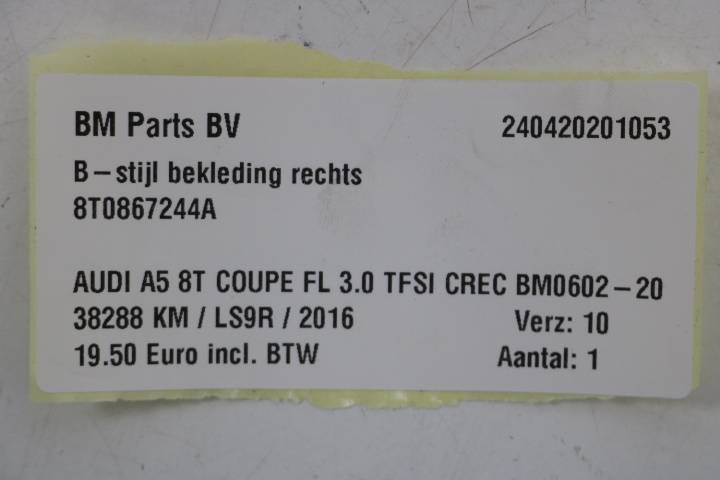 BM Parts BV 240420201053
B-stijl bekleding rechts
8T0867244A
AUDI A5 8T COUPE FL 3.0 TFSI CREC BM0602-20
38288 KM / LS9R / 2016 Verz: 10
19.50 Euro incl. BTW Aantal: 1